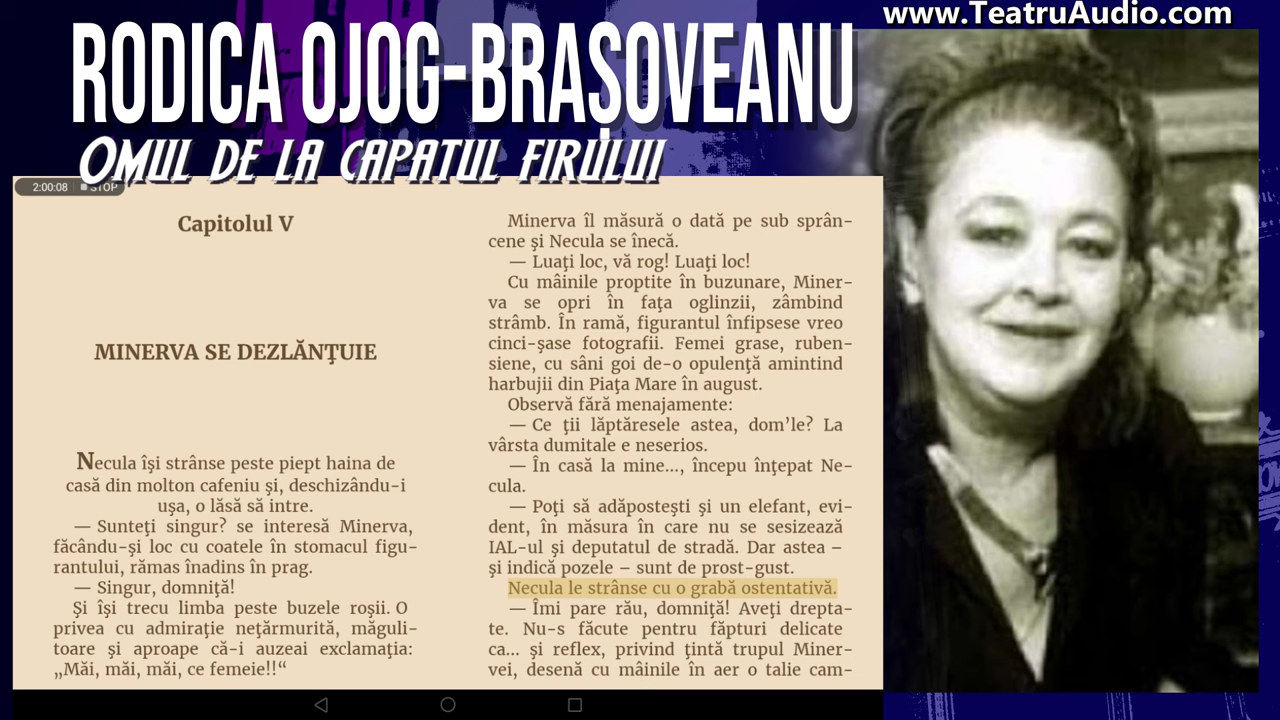 www.TeatruAudio.com
RODICA OJOG-BRAȘOVEANU
OMUL DE LA CAPATUL FIRULUI
2:00:08 STOP
Capitolul V
MINERVA SE DEZLĂNŢUIE
Necula îşi strânse peste piept haina de
casă din molton cafeniu şi, deschizându-i
uşa, o lăsă să intre.
— Sunteţi singur? se interesă Minerva,
făcându-şi loc cu coatele în stomacul figu-
rantului, rămas înadins în prag.
— Singur, domniţă!
Şi îşi trecu limba peste buzele roşii. O
privea cu admiraţie neţărmurită, măguli-
toare şi aproape că-i auzeai exclamaţia:
„Măi, măi, măi, ce femeie!!“
Minerva îl măsură o dată pe sub sprân-
cene şi Necula se înecă.
— Luaţi loc, vă rog! Luaţi loc!
Cu mâinile proptite în buzunare, Miner-
va se opri în faţa oglinzii, zâmbind
strâmb. În ramă, figurantul înfipsese vreo
cinci-şase fotografii. Femei grase, ruben-
siene, cu sâni goi de-o opulenţă amintind
harbujii din Piaţa Mare în august.
Observă fără menajamente:
— Ce ţii lăptăresele astea, dom’le? La
vârsta dumitale e neserios.
— În casă la mine..., începu înţepat Ne-
cula.
— Poţi să adăposteşti şi un elefant, evi-
dent, în măsura în care nu se sesizează
IAL-ul şi deputatul de stradă. Dar astea –
şi indică pozele – sunt de prost-gust.
Necula le strânse cu o grabă ostentativă.
— Îmi pare rău, domniţă! Aveţi drepta-
te. Nu-s făcute pentru făpturi delicate
ca... şi reflex, privind ţintă trupul Miner-
vei, desenă cu mâinile în aer o talie cam-